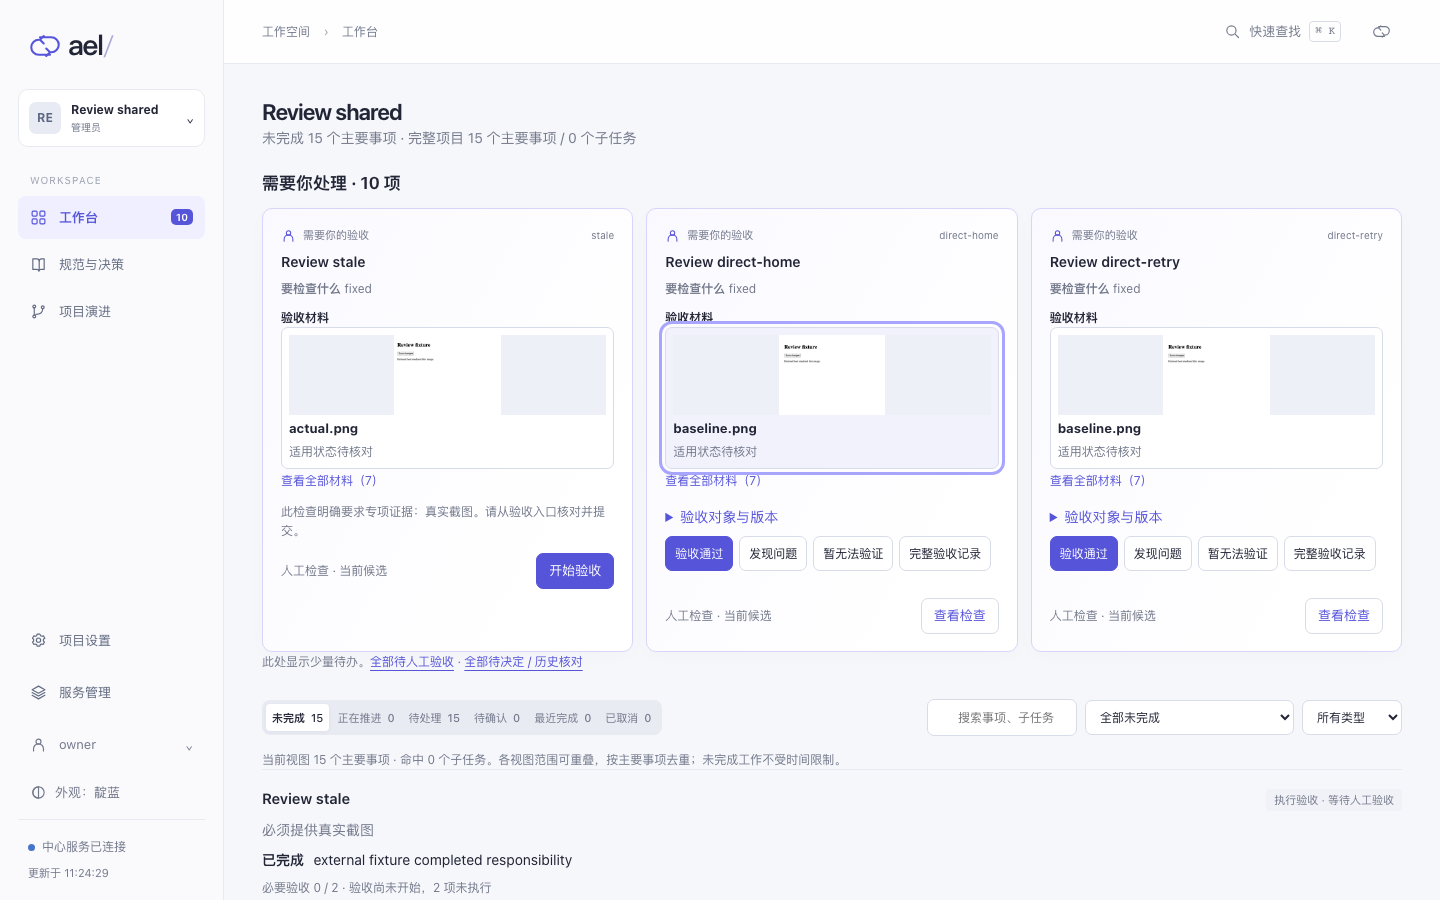 ael/
RE
Review shared
管理员
WORKSPACE
工作台 10
规范与决策
项目演进
项目设置
服务管理
owner
外观：靛蓝
中心服务已连接
更新于 11:24:29
工作空间 › 工作台
快速查找 ⌘ K
Review shared
未完成 15 个主要事项 · 完整项目 15 个主要事项 / 0 个子任务
需要你处理 · 10 项
需要你的验收 stale
Review stale
要检查什么 fixed
验收材料
Review fixture
actual.png
适用状态待核对
查看全部材料（7）
此检查明确要求专项证据：真实截图。请从验收入口核对并提交。
人工检查 · 当前候选
开始验收
需要你的验收 direct-home
Review direct-home
要检查什么 fixed
验收材料
Review fixture
baseline.png
适用状态待核对
查看全部材料（7）
▶ 验收对象与版本
验收通过 发现问题 暂无法验证 完整验收记录
人工检查 · 当前候选
查看检查
需要你的验收 direct-retry
Review direct-retry
要检查什么 fixed
验收材料
Review fixture
baseline.png
适用状态待核对
查看全部材料（7）
▶ 验收对象与版本
验收通过 发现问题 暂无法验证 完整验收记录
人工检查 · 当前候选
查看检查
此处显示少量待办。全部待人工验收 · 全部待决定 / 历史核对
未完成 15 正在推进 0 待处理 15 待确认 0 最近完成 0 已取消 0
搜索事项、子任务
全部未完成
所有类型
当前视图 15 个主要事项 · 命中 0 个子任务。各视图范围可重叠，按主要事项去重；未完成工作不受时间限制。
Review stale
执行验收 · 等待人工验收
必须提供真实截图
已完成 external fixture completed responsibility
必要验收 0 / 2 · 验收尚未开始，2 项未执行